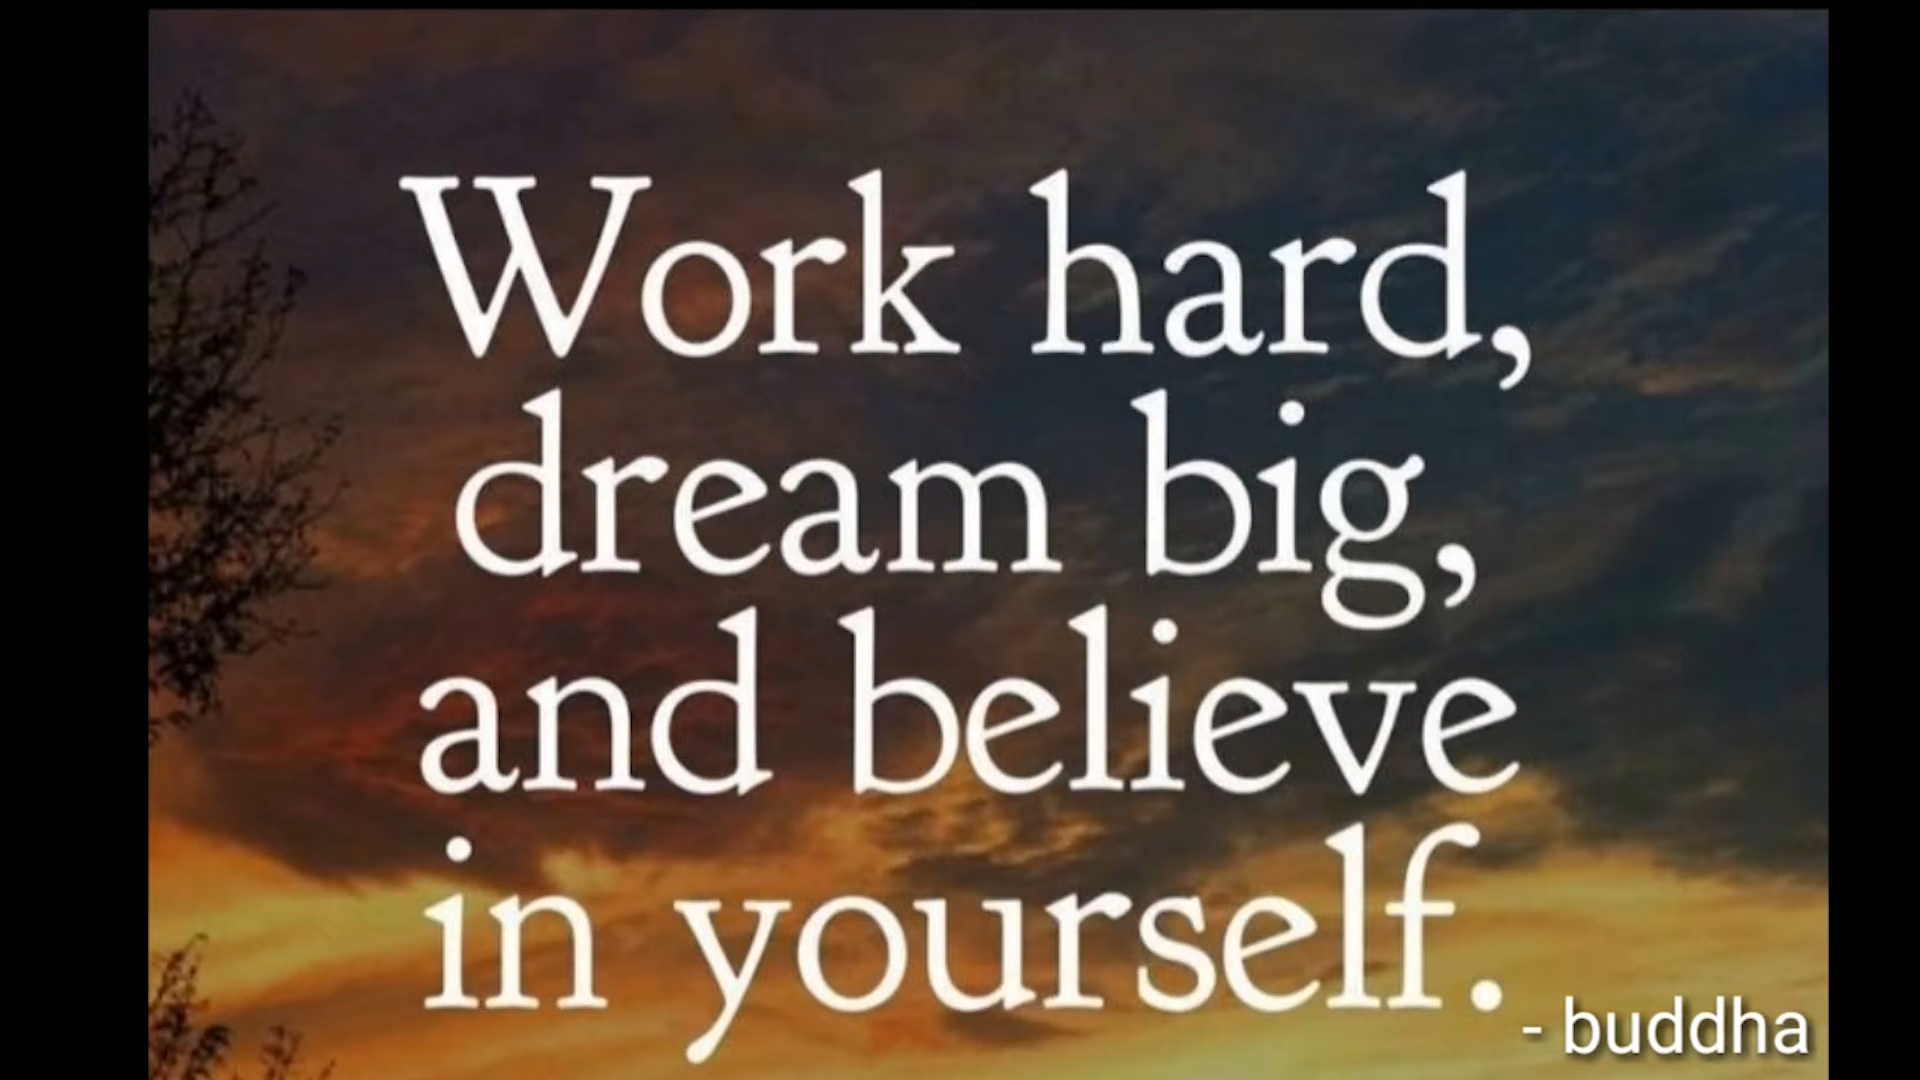 Work hard,
dream big,
and believe
in yourself.
- buddha